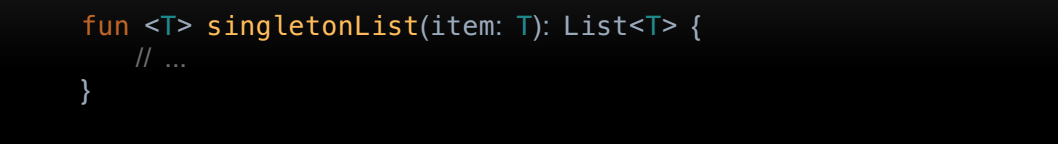 fun <T> singletonList(item: T): List<T> {
    // ...
}